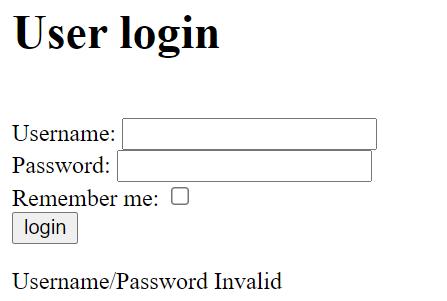 User login
Username:
Password:
Remember me:
login
Username/Password Invalid